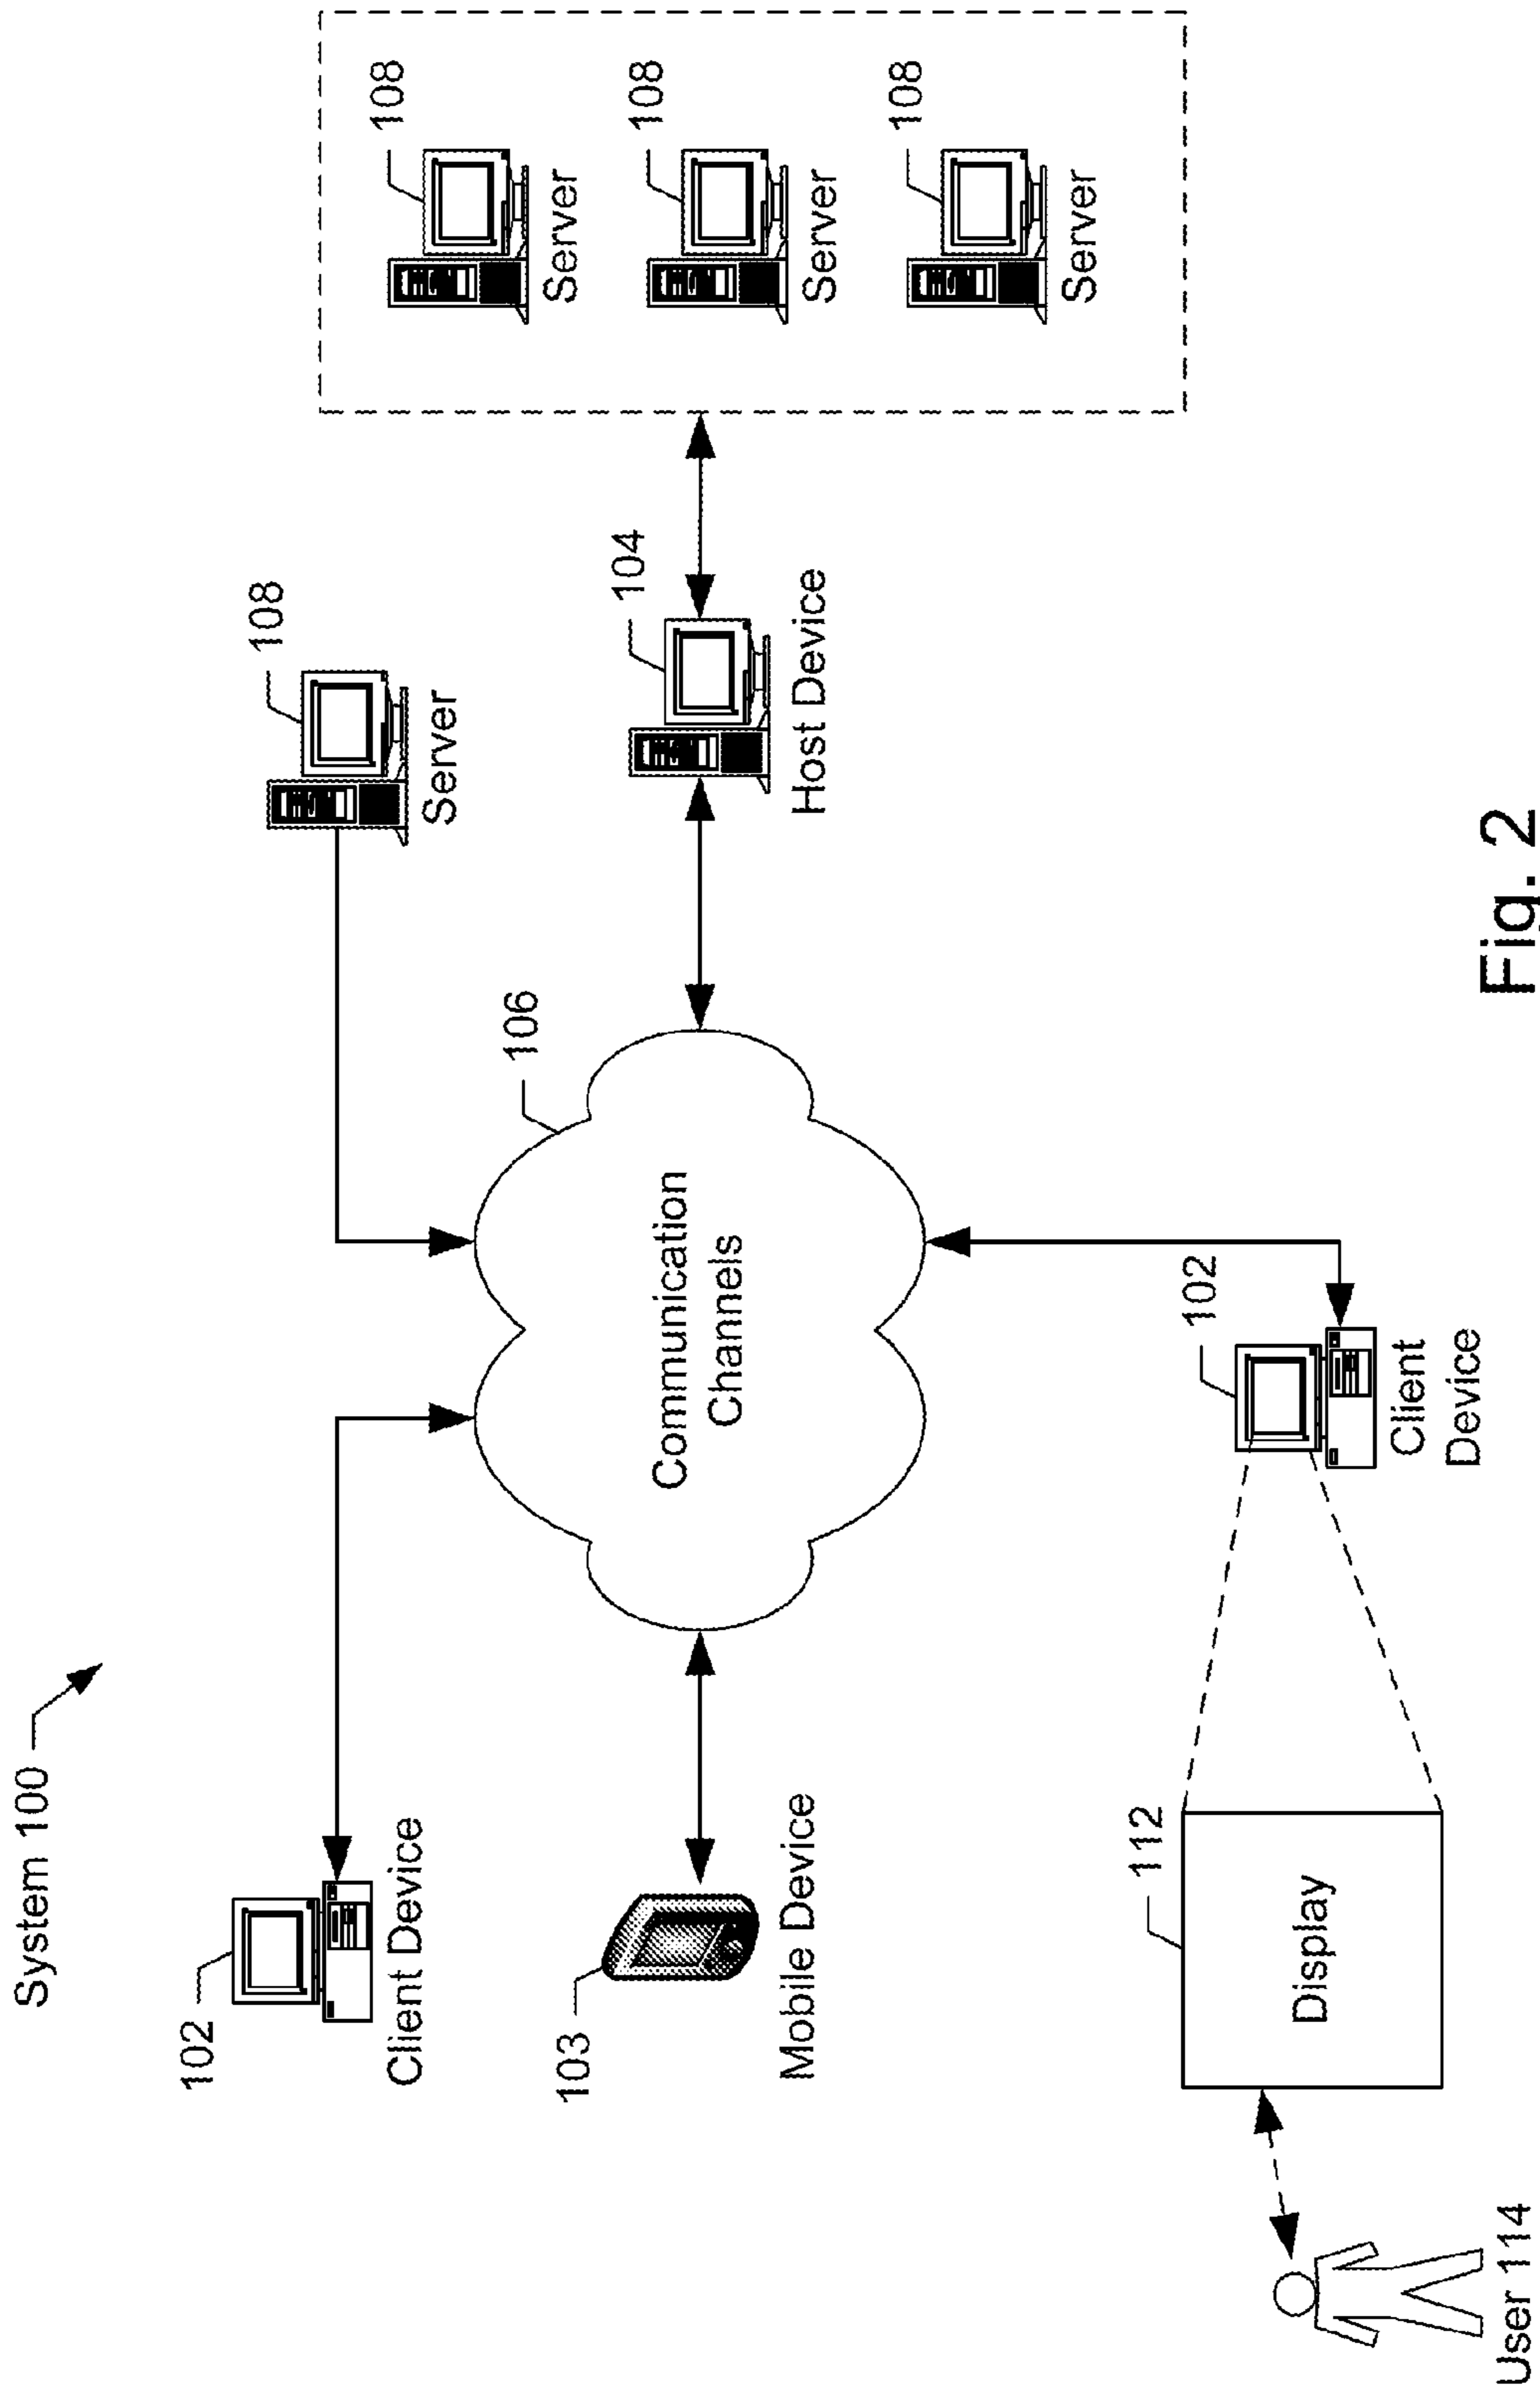 System 100
102
Client Device
108
Server
108
Server
103
Mobile Device
106
Communication
Channels
104
Host Device
108
Server
108
Server
112
Display
102
Client
Device
User 114
Fig. 2